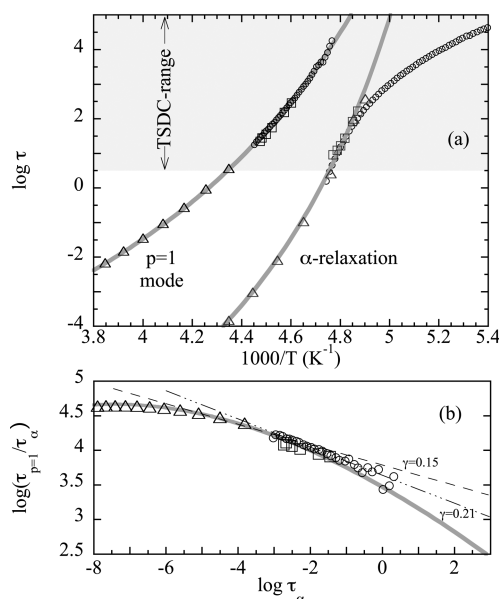 4
2
0
-2
-4
log τ
TSDC-range
(a)
p=1
mode
α-relaxation
3.8 4 4.2 4.4 4.6 4.8 5 5.2 5.4
1000/T (K⁻¹)
5
4.5
4
3.5
3
2.5
log(τp=1/τα)
(b)
γ=0.15
γ=0.21
-8 -6 -4 -2 0 2
log τα